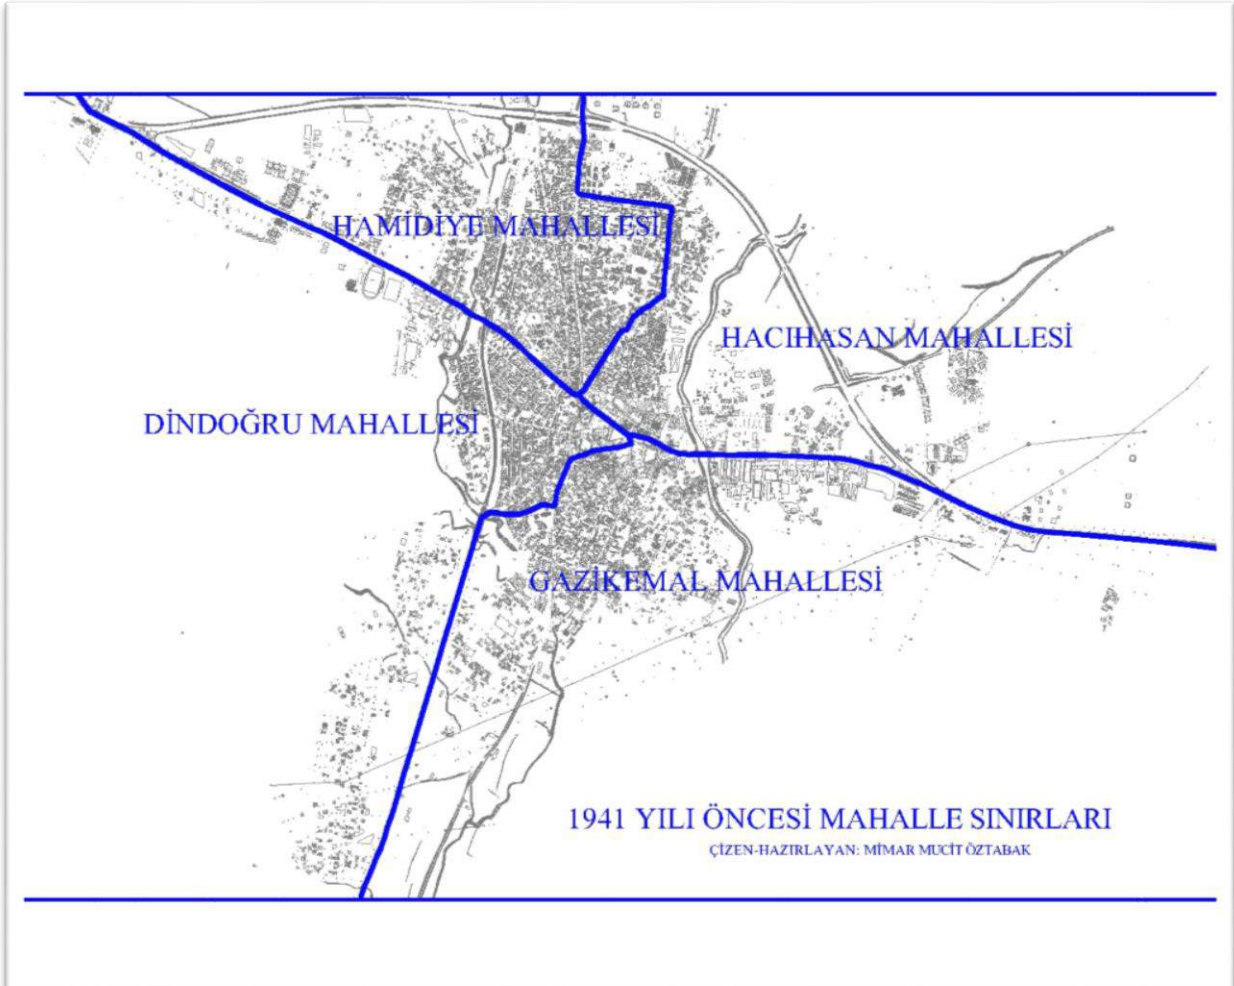 HAMİDİYE MAHALLESİ
HACIHASAN MAHALLESİ
DİNDOĞRU MAHALLESİ
GAZİKEMAL MAHALLESİ
1941 YILI ÖNCESİ MAHALLE SINIRLARI
ÇİZEN-HAZIRLAYAN: MİMAR MUCİT ÖZTABAK